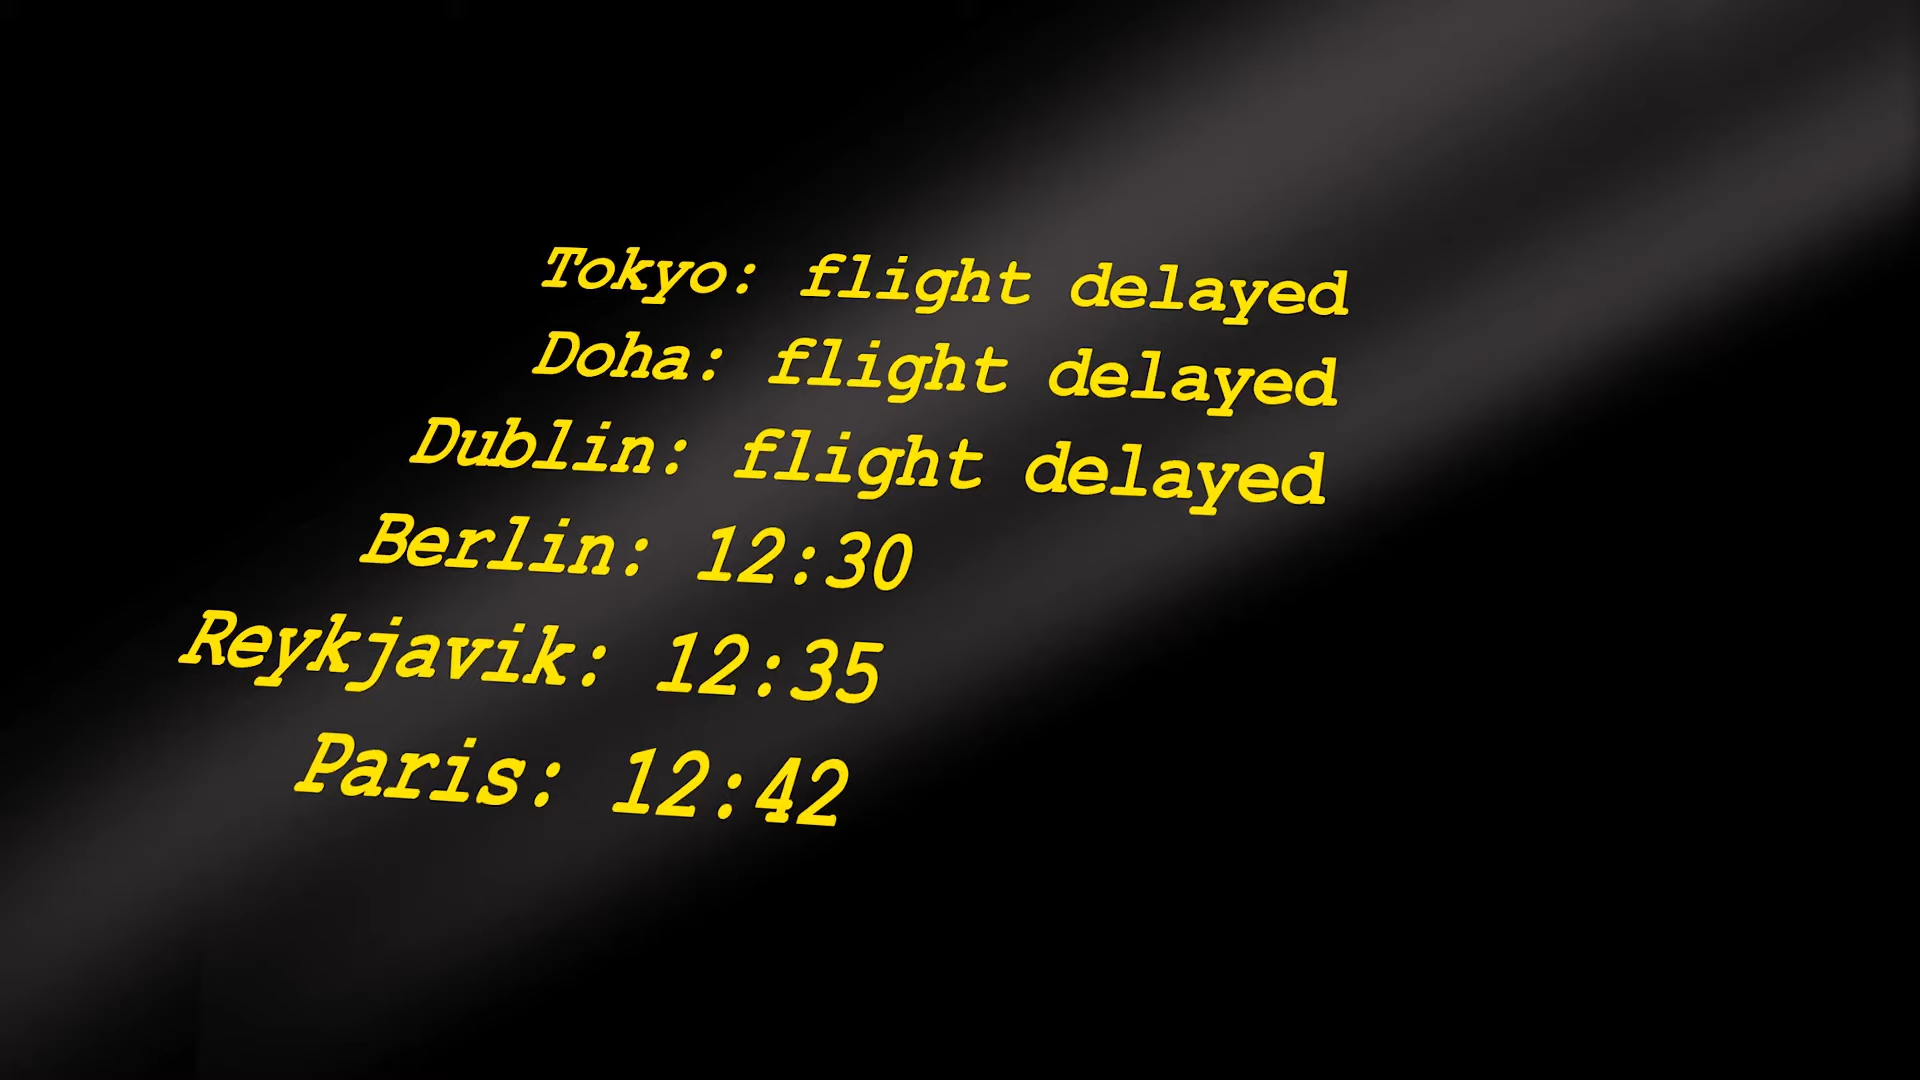 Tokyo: flight delayed
Doha: flight delayed
Dublin: flight delayed
Berlin: 12:30
Reykjavik: 12:35
Paris: 12:42